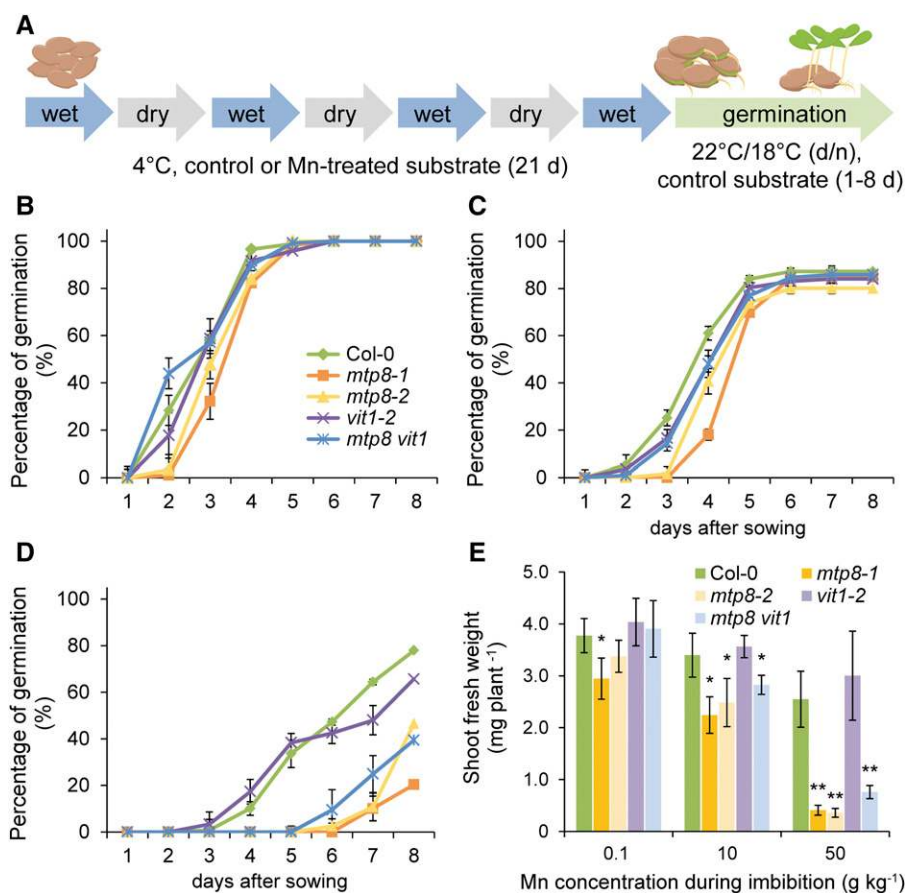 A
wet dry wet dry wet dry wet germination
4°C, control or Mn-treated substrate (21 d)
22°C/18°C (d/n),
control substrate (1-8 d)
B
Percentage of germination
(%)
100
80
60
40
20
0
1 2 3 4 5 6 7 8
Col-0
mtp8-1
mtp8-2
vit1-2
mtp8 vit1
C
Percentage of germination
(%)
100
80
60
40
20
0
1 2 3 4 5 6 7 8
days after sowing
D
Percentage of germination
(%)
100
80
60
40
20
0
1 2 3 4 5 6 7 8
days after sowing
E
Shoot fresh weight
(mg plant -1)
5.0
4.0
3.0
2.0
1.0
0
Col-0 mtp8-1
mtp8-2 vit1-2
mtp8 vit1
*
* * *
** ** **
0.1 10 50
Mn concentration during imbibition (g kg-1)